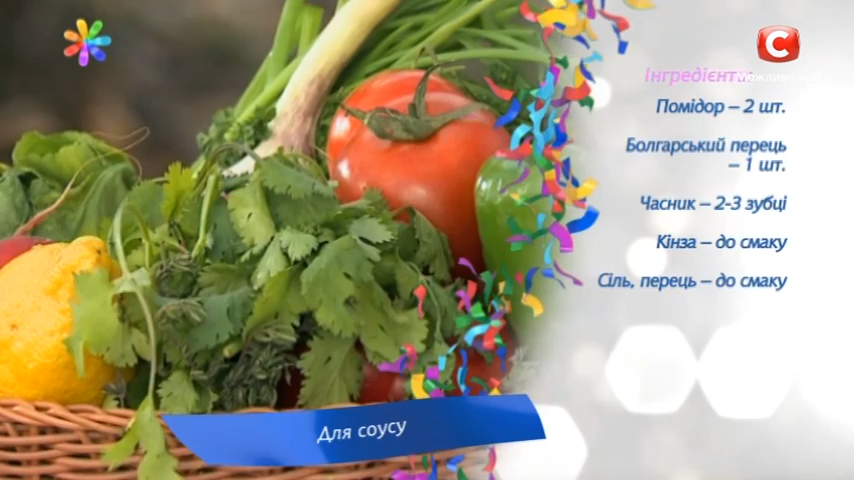 С
Інгредієнти
Помідор – 2 шт.
Болгарський перець
– 1 шт.
Часник – 2-3 зубці
Кінза – до смаку
Сіль, перець – до смаку
Для соусу